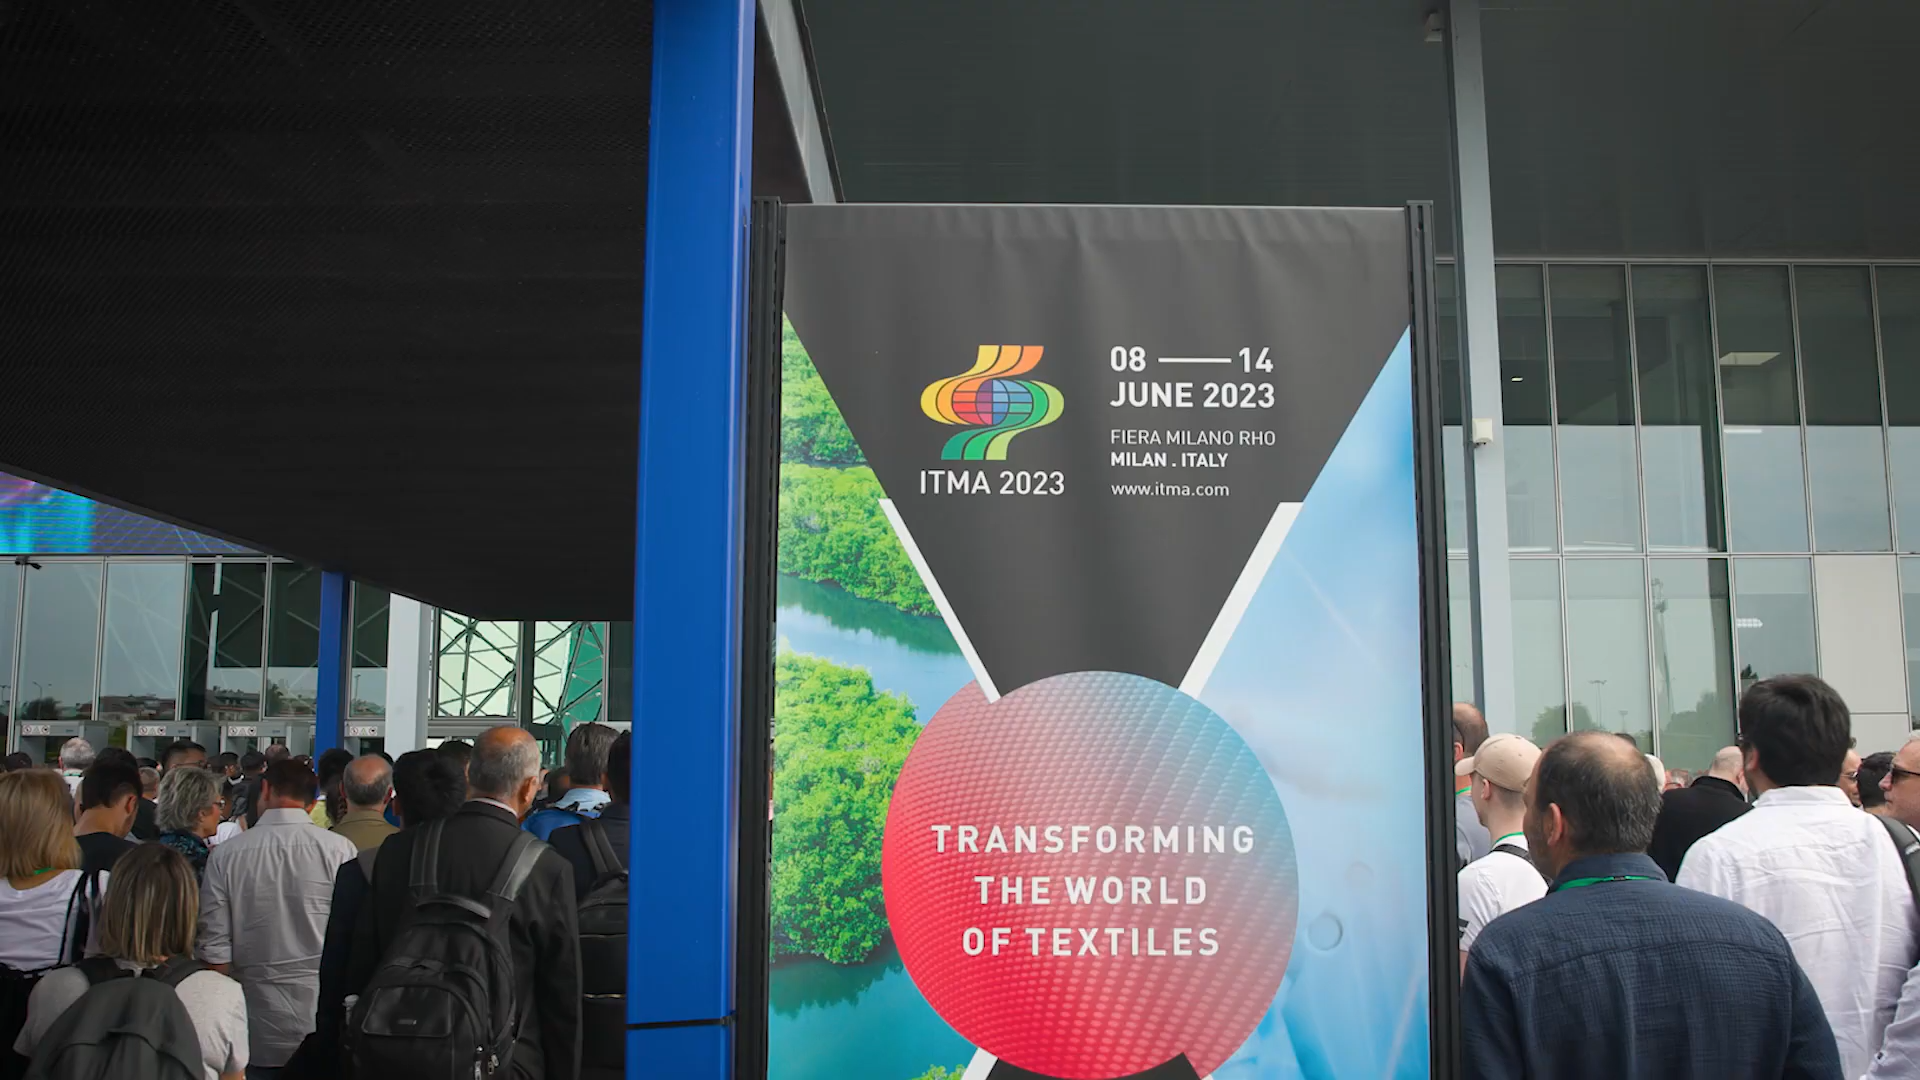 ITMA 2023
08 — 14
JUNE 2023
FIERA MILANO RHO
MILAN . ITALY
www.itma.com
TRANSFORMING
THE WORLD
OF TEXTILES